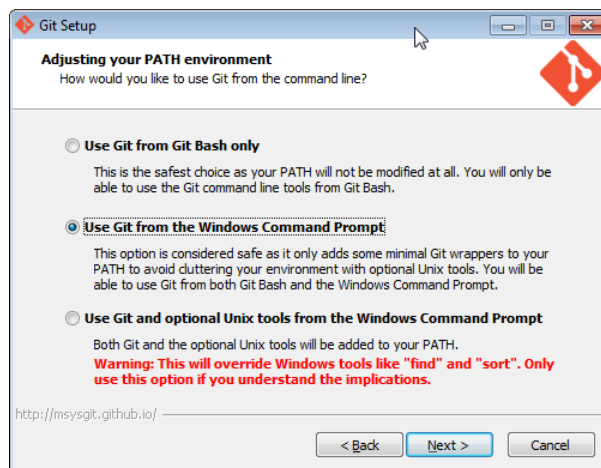 Git Setup
Adjusting your PATH environment
How would you like to use Git from the command line?
Use Git from Git Bash only
This is the safest choice as your PATH will not be modified at all. You will only be
able to use the Git command line tools from Git Bash.
Use Git from the Windows Command Prompt
This option is considered safe as it only adds some minimal Git wrappers to your
PATH to avoid cluttering your environment with optional Unix tools. You will be
able to use Git from both Git Bash and the Windows Command Prompt.
Use Git and optional Unix tools from the Windows Command Prompt
Both Git and the optional Unix tools will be added to your PATH.
Warning: This will override Windows tools like "find" and "sort". Only
use this option if you understand the implications.
http://msysgit.github.io/
< Back Next > Cancel